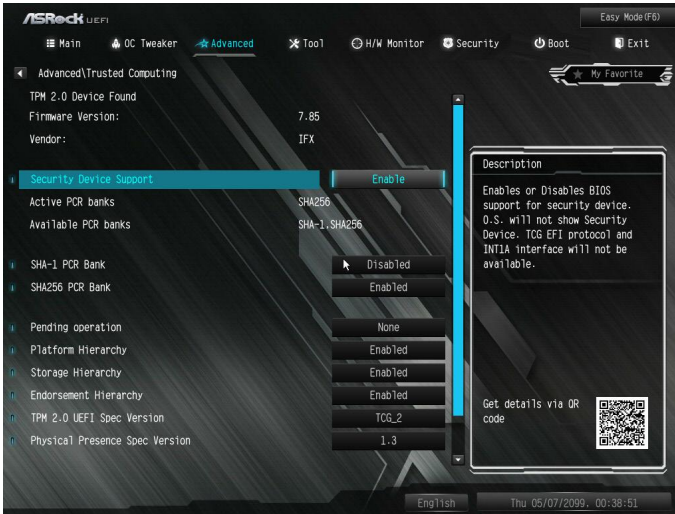 ASRock UEFI
Easy Mode(F6)
Main OC Tweaker Advanced Tool H/W Monitor Security Boot Exit
Advanced\Trusted Computing
My Favorite
TPM 2.0 Device Found
Firmware Version: 7.85
Vendor: IFX
Security Device Support Enable
Active PCR banks SHA256
Available PCR banks SHA-1.SHA256
SHA-1 PCR Bank Disabled
SHA256 PCR Bank Enabled
Pending operation None
Platform Hierarchy Enabled
Storage Hierarchy Enabled
Endorsement Hierarchy Enabled
TPM 2.0 UEFI Spec Version TCG_2
Physical Presence Spec Version 1.3
Description
Enables or Disables BIOS
support for security device.
O.S. will not show Security
Device. TCG EFI protocol and
INT1A interface will not be
available.
Get details via QR
code
English
Thu 05/07/2099, 00:38:51